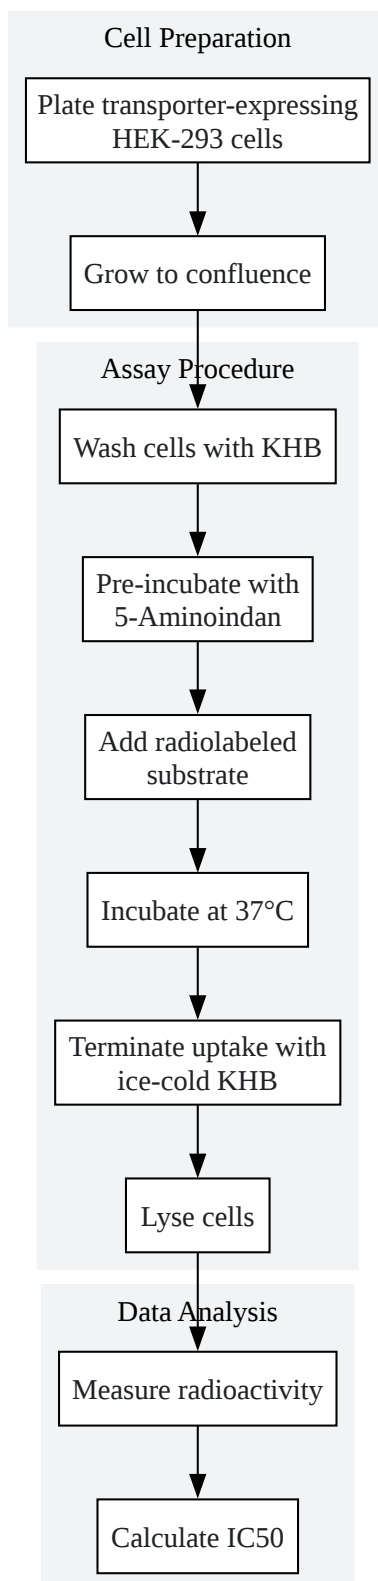 Cell Preparation
Plate transporter-expressing
HEK-293 cells
Grow to confluence
Assay Procedure
Wash cells with KHB
Pre-incubate with
5-Aminoindan
Add radiolabeled
substrate
Incubate at 37°C
Terminate uptake with
ice-cold KHB
Lyse cells
Data Analysis
Measure radioactivity
Calculate IC50